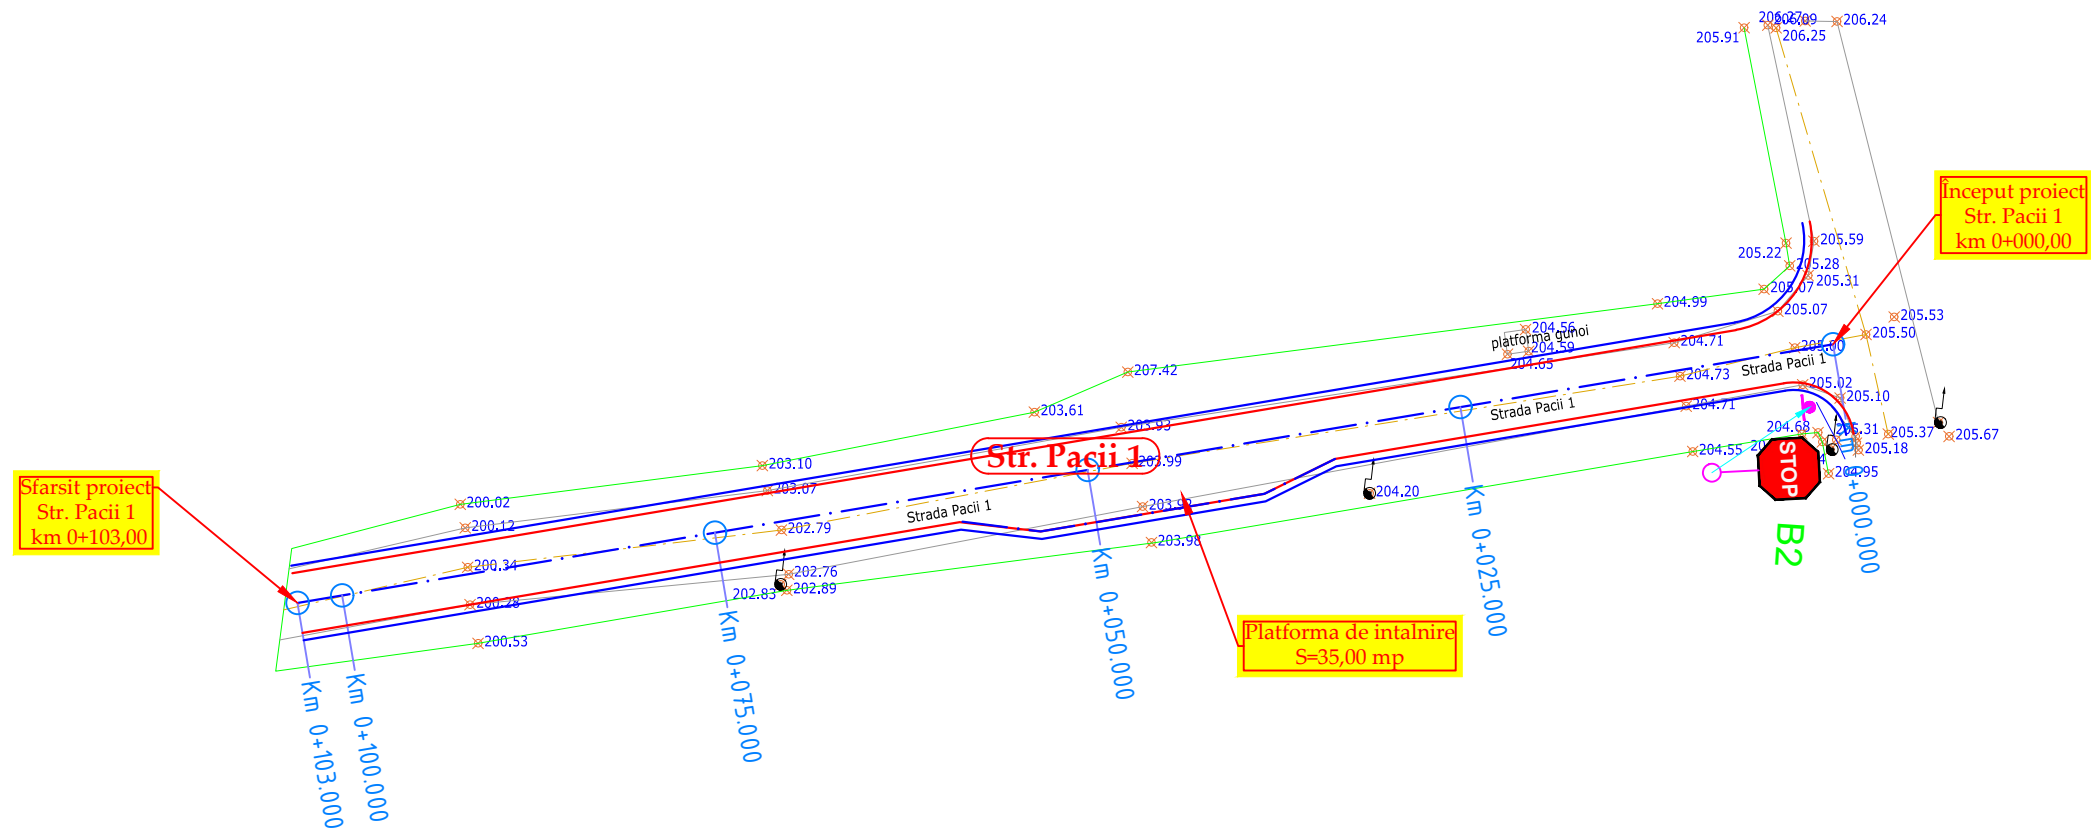 206.27
206.09
206.24
205.91
206.25
Început proiect
Str. Pacii 1
km 0+000,00
205.59
205.22
205.28
205.31
205.07
204.99
205.07
205.53
204.56
205.50
platforma gunoi
204.71
204.59
205.00
204.65
Strada Pacii 1
207.42
204.73
205.02
205.10
203.61
Strada Pacii 1
204.71
203.93
204.68
205.31
205.37
205.67
Str. Pacii 1
203.99
204.55
205.18
203.10
204.95
STOP
B2
Km 0+000.000
203.07
204.20
Sfarsit proiect
Str. Pacii 1
km 0+103,00
200.02
203.92
Strada Pacii 1
200.12
202.79
203.98
Km 0+025.000
200.34
202.76
202.83
202.89
Km 0+050.000
200.28
Platforma de intalnire
S=35,00 mp
200.53
Km 0+075.000
Km 0+100.000
Km 0+103.000